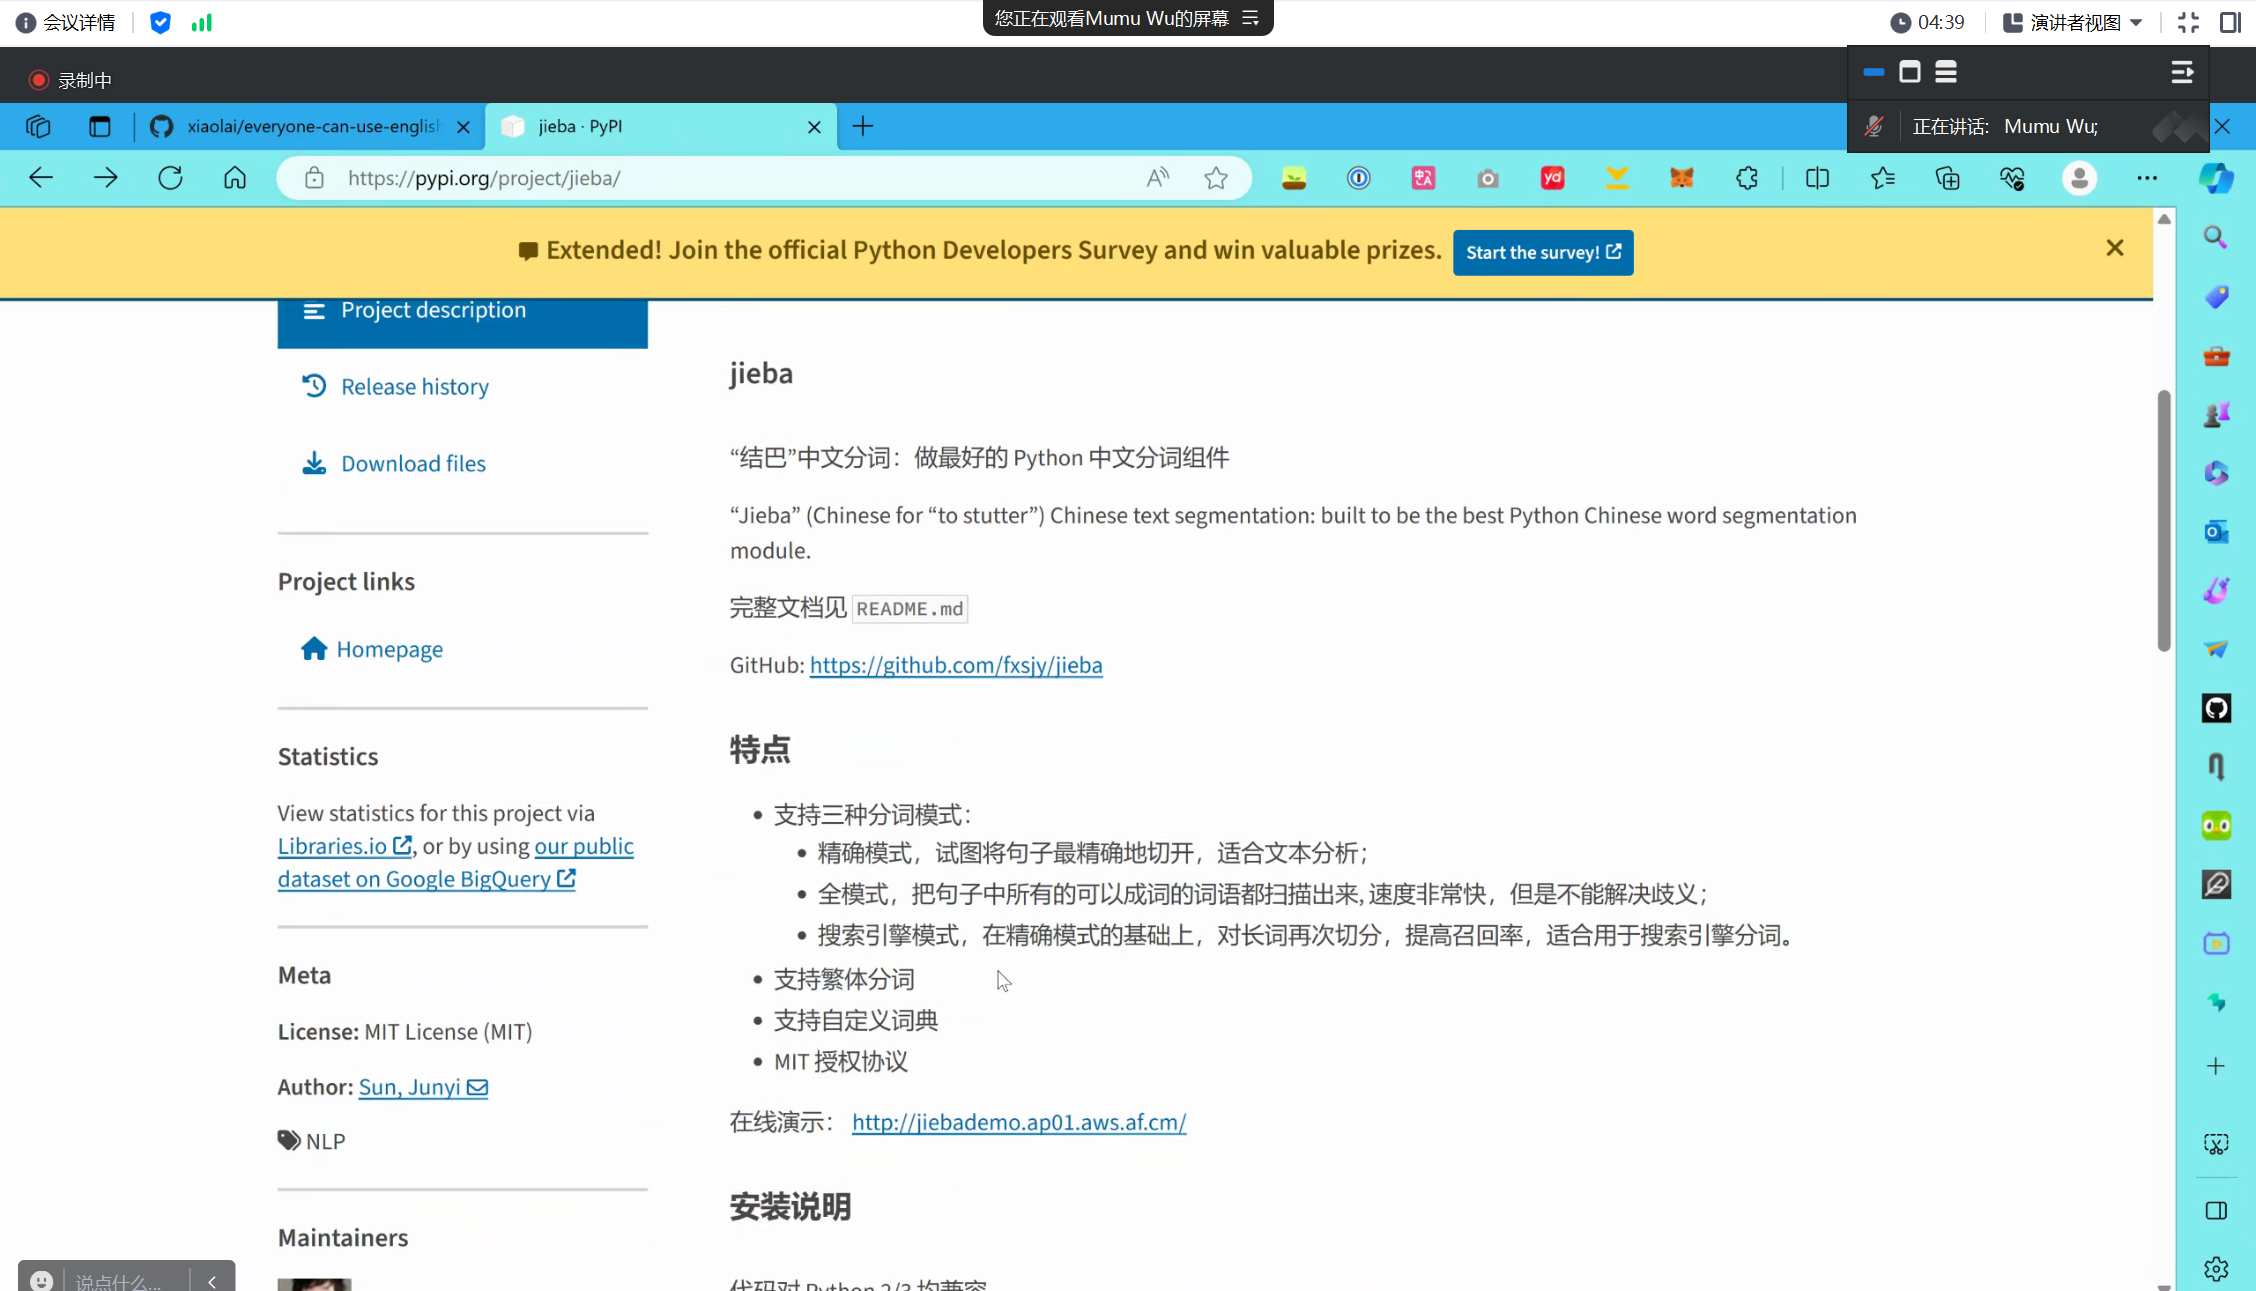 会议详情
您正在观看Mumu Wu的屏幕
04:39
演讲者视图
录制中
正在讲话: Mumu Wu;
xiaolai/everyone-can-use-english
jieba · PyPI
https://pypi.org/project/jieba/
Extended! Join the official Python Developers Survey and win valuable prizes.
Start the survey!
Project description
Release history
Download files
Project links
Homepage
Statistics
View statistics for this project via
Libraries.io, or by using our public
dataset on Google BigQuery
Meta
License: MIT License (MIT)
Author: Sun, Junyi
NLP
Maintainers
jieba
“结巴”中文分词：做最好的 Python 中文分词组件
“Jieba” (Chinese for “to stutter”) Chinese text segmentation: built to be the best Python Chinese word segmentation
module.
完整文档见 README.md
GitHub: https://github.com/fxsjy/jieba
特点
支持三种分词模式：
精确模式，试图将句子最精确地切开，适合文本分析；
全模式，把句子中所有的可以成词的词语都扫描出来, 速度非常快，但是不能解决歧义；
搜索引擎模式，在精确模式的基础上，对长词再次切分，提高召回率，适合用于搜索引擎分词。
支持繁体分词
支持自定义词典
MIT 授权协议
在线演示： http://jiebademo.ap01.aws.af.cm/
安装说明
代码对 Python 2/3 均兼容
说点什么...